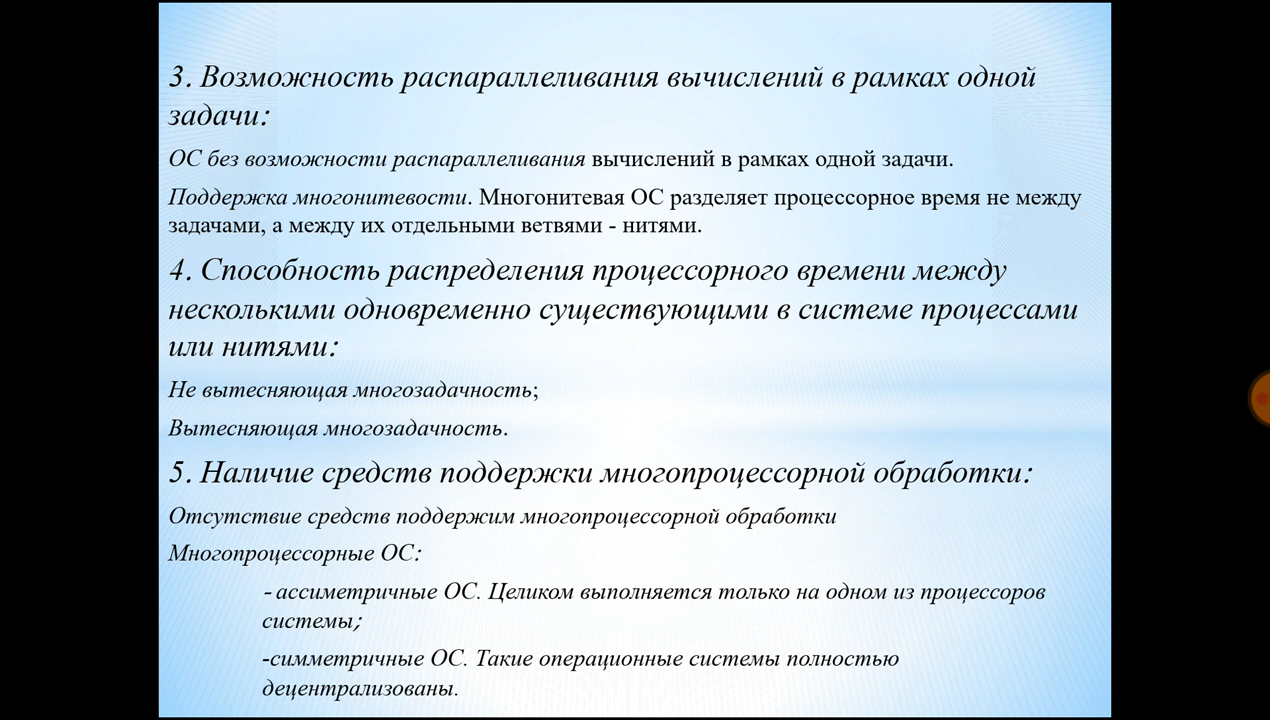 3. Возможность распараллеливания вычислений в рамках одной
задачи:
ОС без возможности распараллеливания вычислений в рамках одной задачи.
Поддержка многонитевости. Многонитевая ОС разделяет процессорное время не между
задачами, а между их отдельными ветвями - нитями.
4. Способность распределения процессорного времени между
несколькими одновременно существующими в системе процессами
или нитями:
Не вытесняющая многозадачность;
Вытесняющая многозадачность.
5. Наличие средств поддержки многопроцессорной обработки:
Отсутствие средств поддержим многопроцессорной обработки
Многопроцессорные ОС:
- ассиметричные ОС. Целиком выполняется только на одном из процессоров
системы;
-симметричные ОС. Такие операционные системы полностью
децентрализованы.